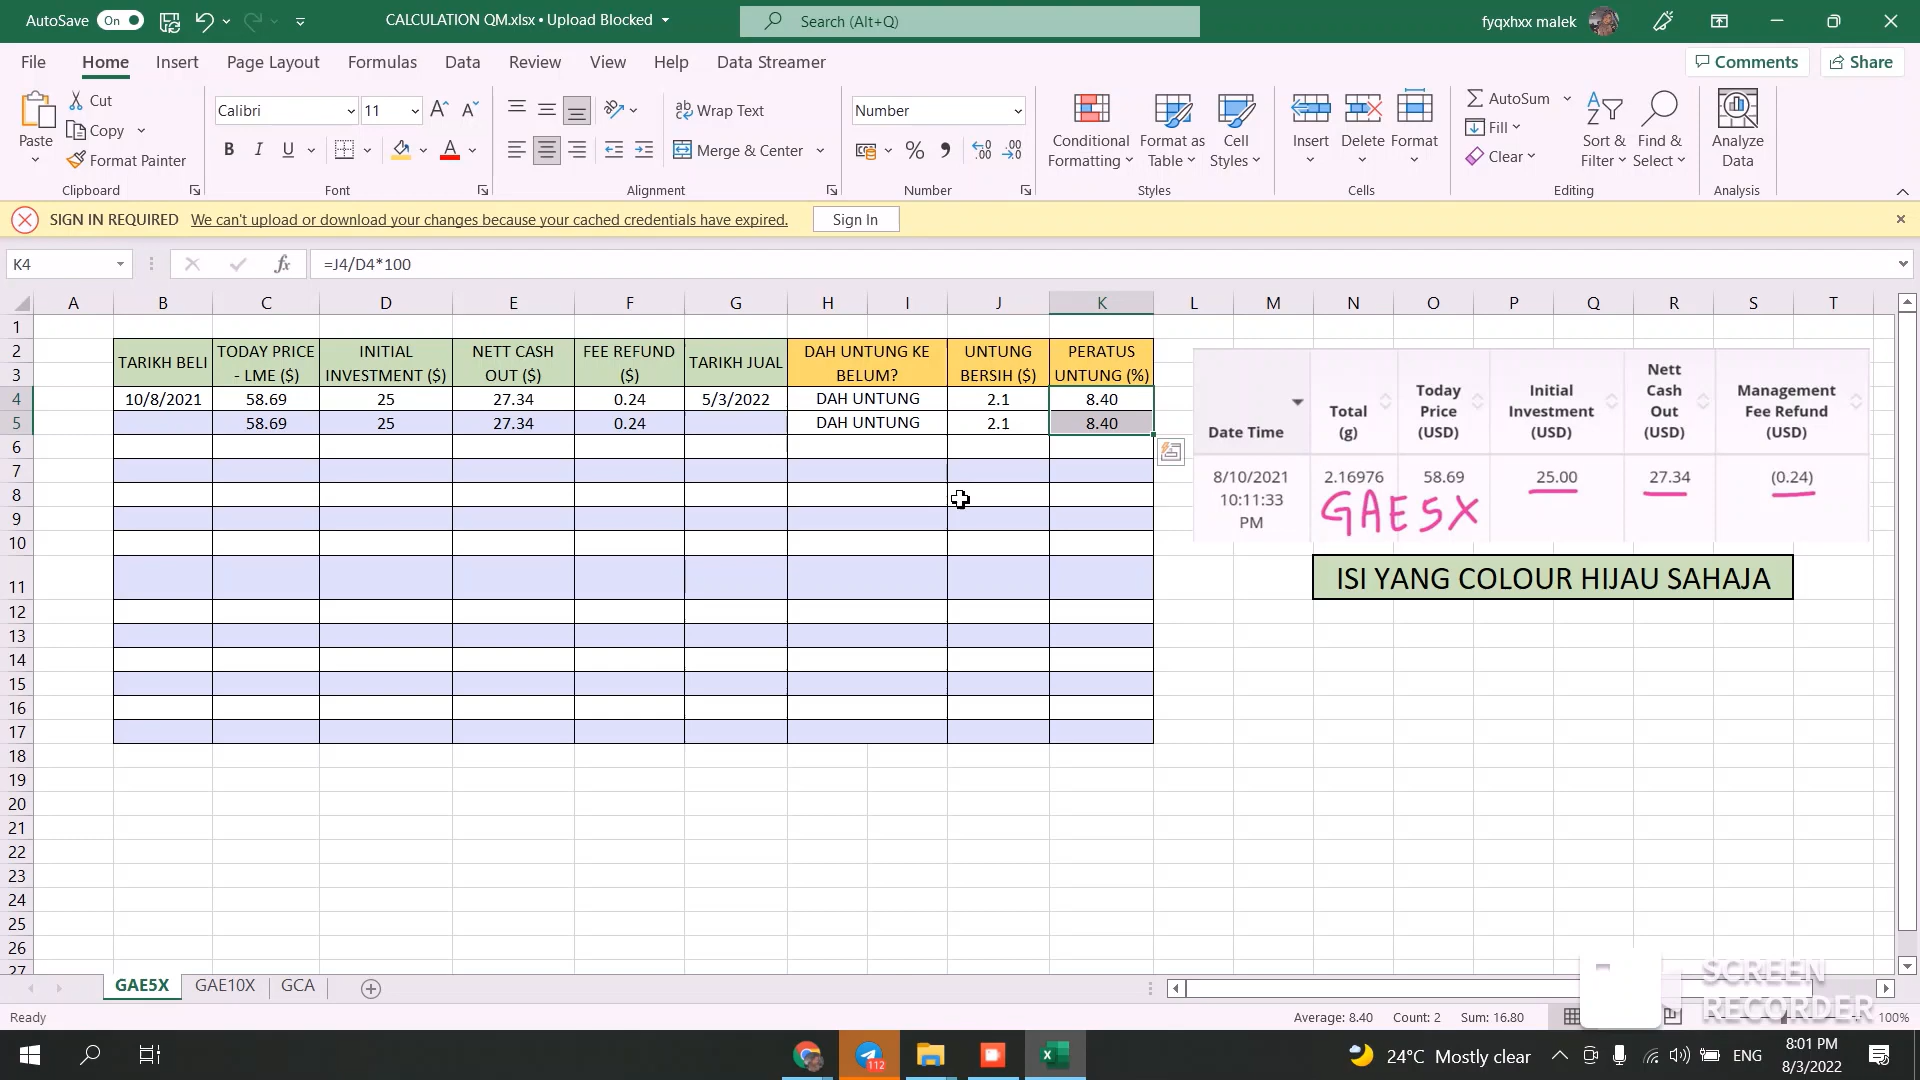 AutoSave On CALCULATION QM.xlsx • Upload Blocked Search (Alt+Q) fyqxhxx malek
File Home Insert Page Layout Formulas Data Review View Help Data Streamer Comments Share
Paste Cut Copy Format Painter Clipboard
Calibri 11 B I U A Font
Wrap Text Merge & Center Alignment
Number % Number
Conditional Formatting Format as Table Cell Styles Styles
Insert Delete Format Cells
AutoSum Fill Clear Sort & Filter Find & Select Editing
Analyze Data Analysis
SIGN IN REQUIRED We can't upload or download your changes because your cached credentials have expired. Sign In
K4 fx =J4/D4*100
A B C D E F G H I J K L M N O P Q R S T
1
2
3
TARIKH BELI
TODAY PRICE - LME ($)
INITIAL INVESTMENT ($)
NETT CASH OUT ($)
FEE REFUND ($)
TARIKH JUAL
DAH UNTUNG KE BELUM?
UNTUNG BERSIH ($)
PERATUS UNTUNG (%)
4 10/8/2021 58.69 25 27.34 0.24 5/3/2022 DAH UNTUNG 2.1 8.40
5 58.69 25 27.34 0.24 DAH UNTUNG 2.1 8.40
6
7
8
9
10
11
12
13
14
15
16
17
18
19
20
21
22
23
24
25
26
27
Date Time
Total (g)
Today Price (USD)
Initial Investment (USD)
Nett Cash Out (USD)
Management Fee Refund (USD)
8/10/2021 10:11:33 PM 2.16976 58.69 25.00 27.34 (0.24)
GAE5X
ISI YANG COLOUR HIJAU SAHAJA
GAE5X GAE10X GCA
Ready Average: 8.40 Count: 2 Sum: 16.80 100%
SCREEN
RECORDER
112
24°C Mostly clear ENG 8:01 PM
8/3/2022